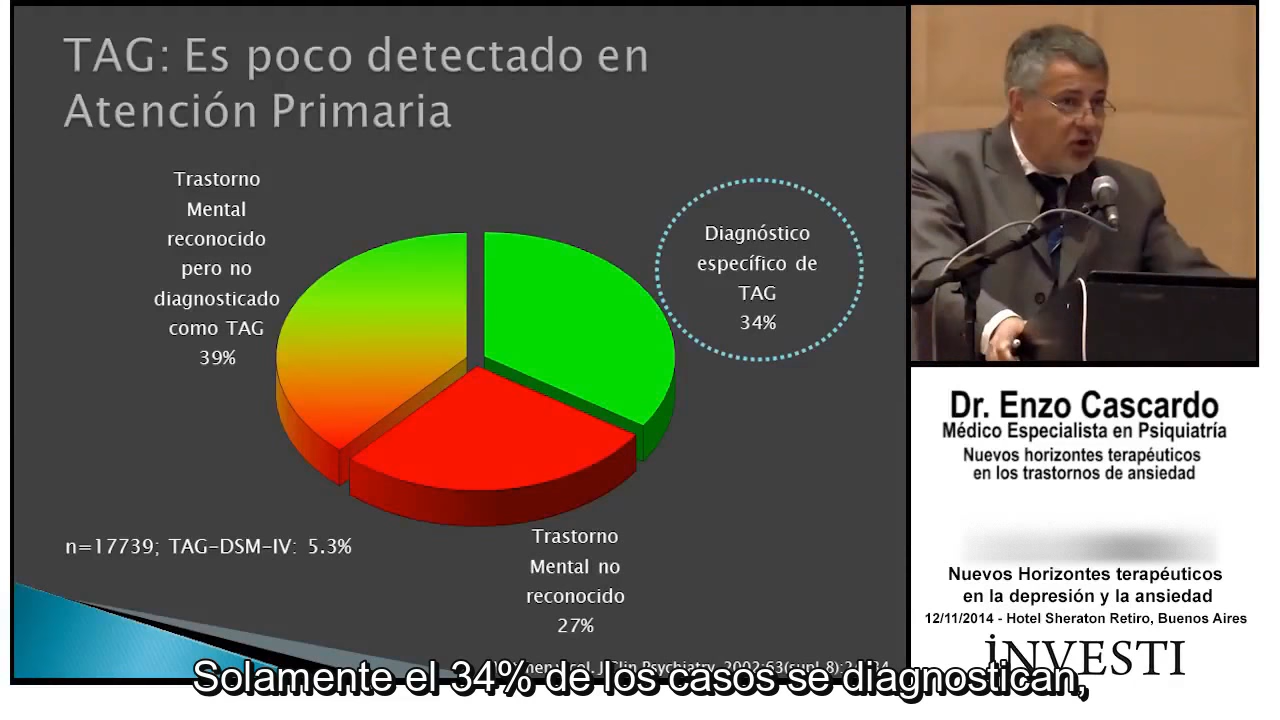 TAG: Es poco detectado en
Atención Primaria
Trastorno
Mental
reconocido
pero no
diagnosticado
como TAG
39%
Diagnóstico
específico de
TAG
34%
Trastorno
Mental no
reconocido
27%
n=17739; TAG-DSM-IV: 5.3%
Solamente el 34% de los casos se diagnostican,
Dr. Enzo Cascardo
Médico Especialista en Psiquiatría
Nuevos horizontes terapéuticos
en los trastornos de ansiedad
Nuevos Horizontes terapéuticos
en la depresión y la ansiedad
12/11/2014 - Hotel Sheraton Retiro, Buenos Aires
INVESTI